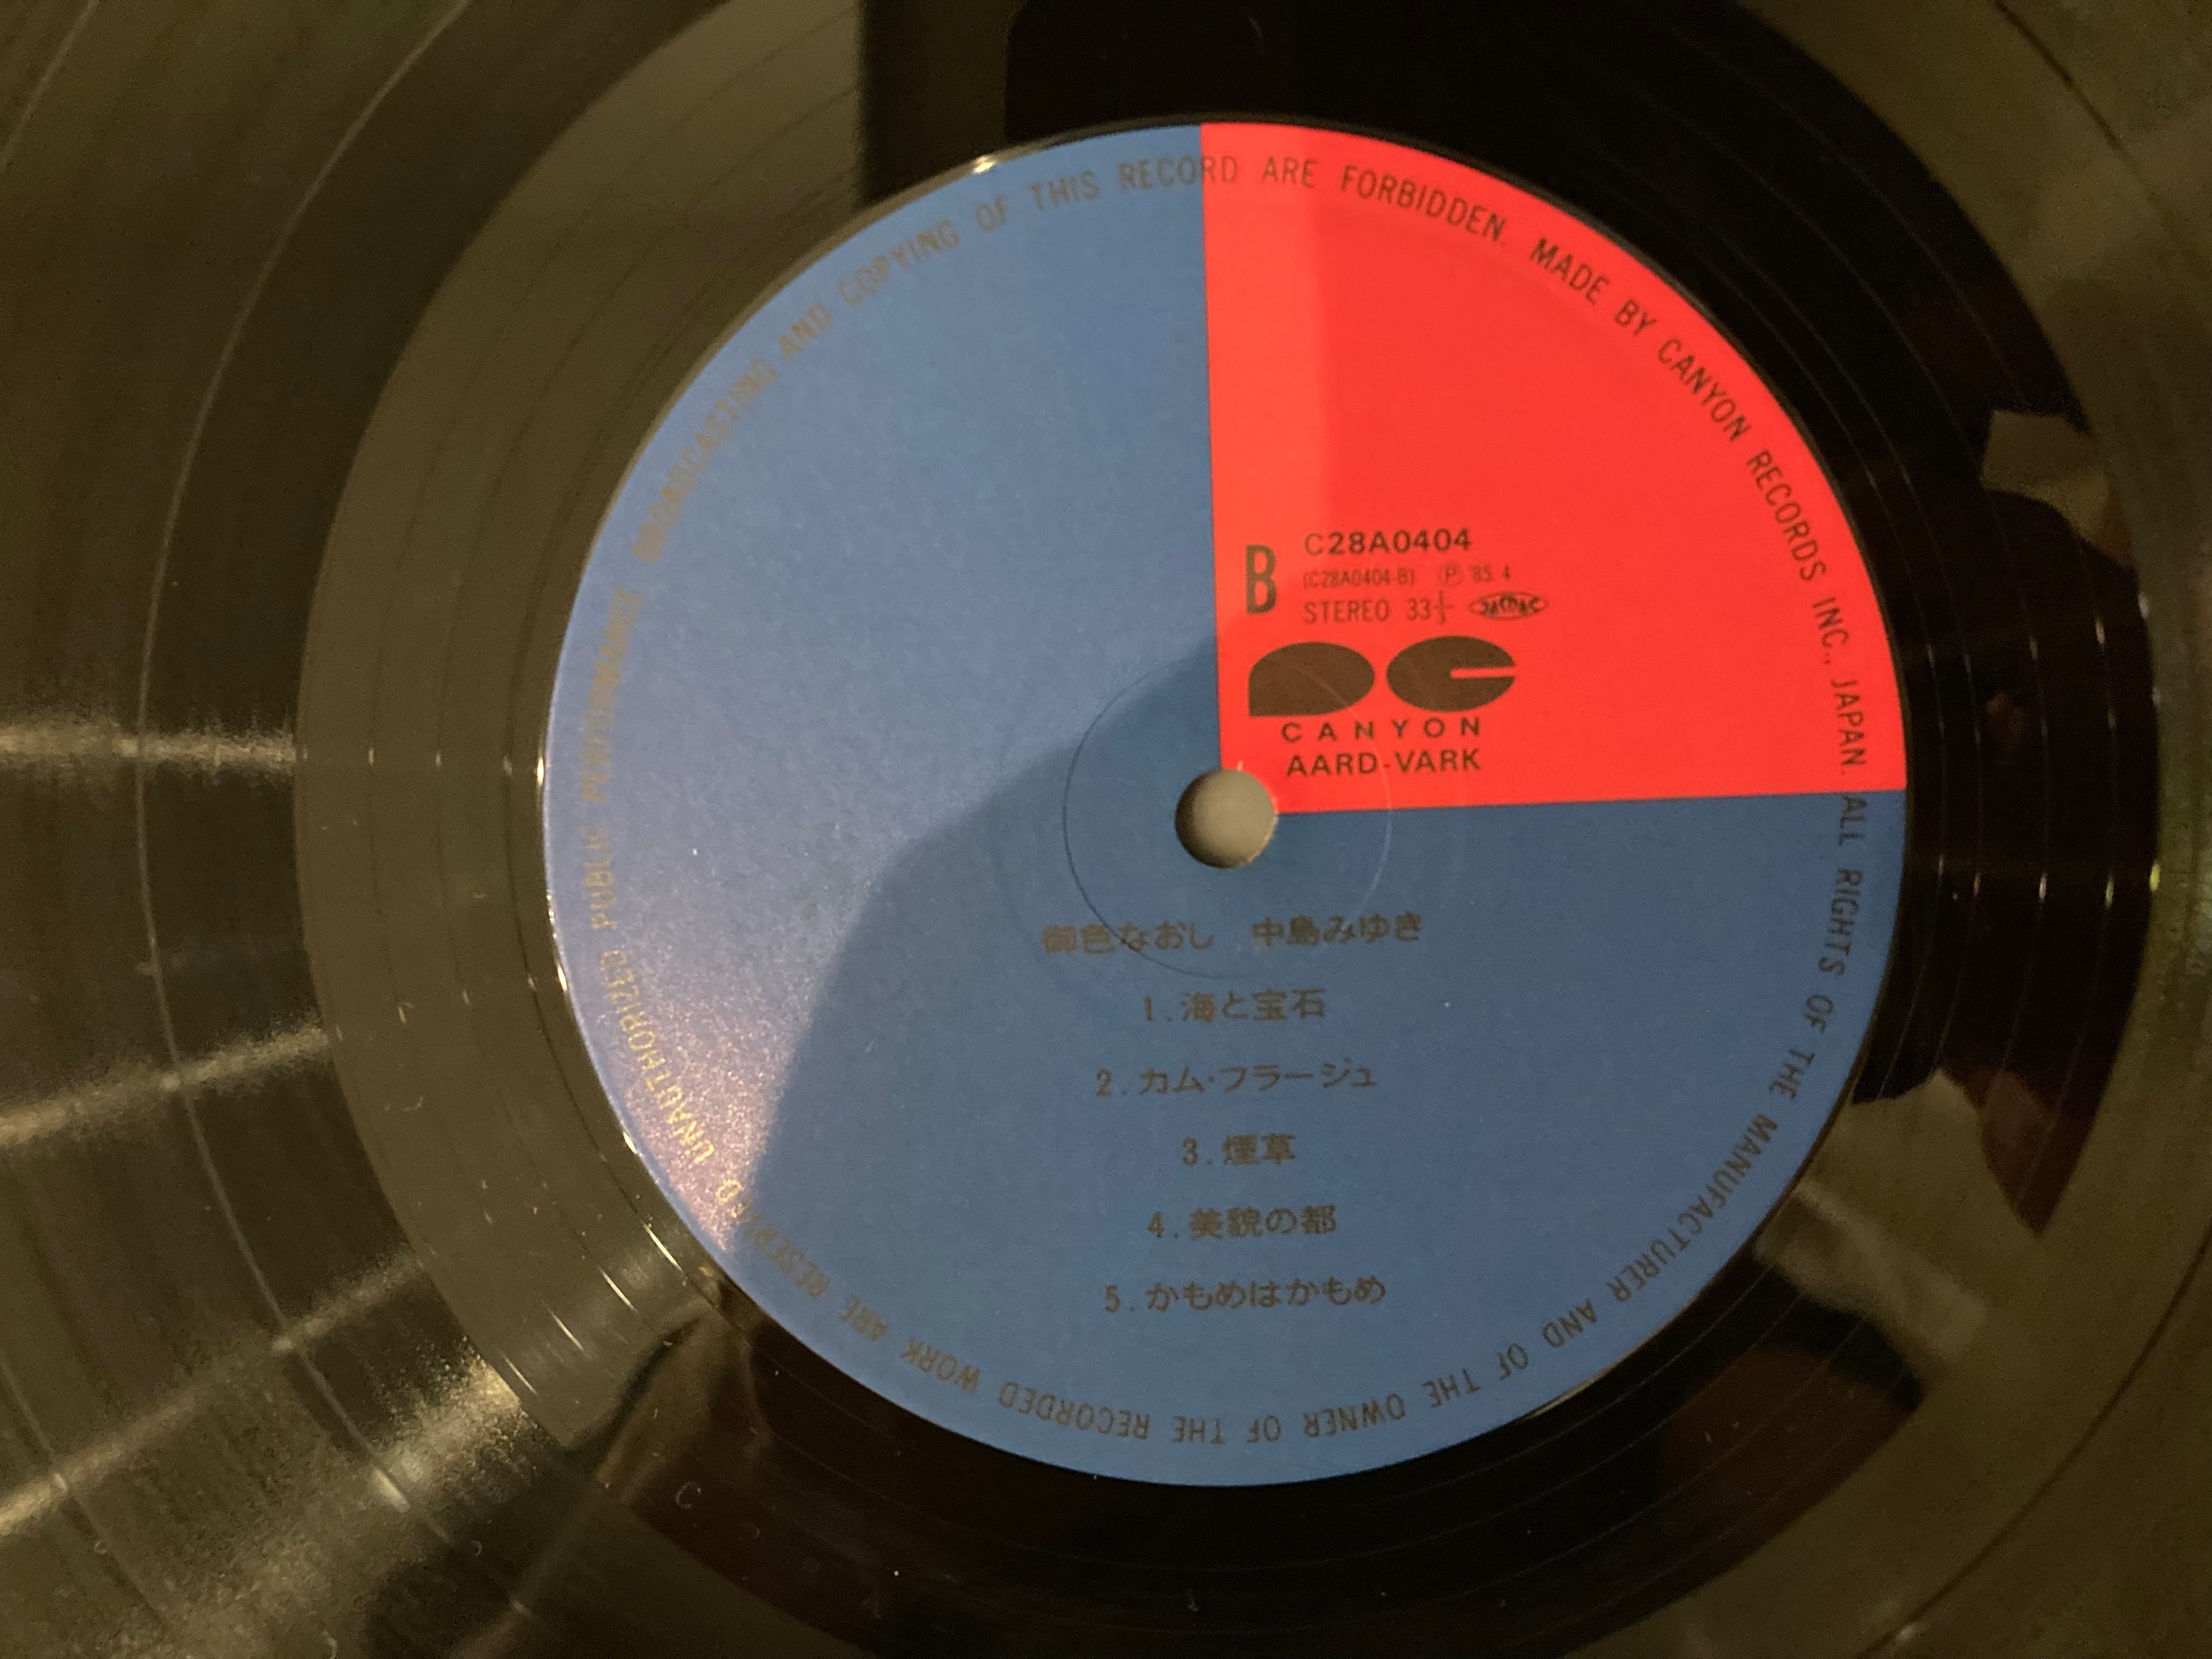 UNAUTHORIZED PUBLIC PERFORMANCE BROADCASTING AND COPYING OF THIS RECORD ARE FORBIDDEN. MADE BY CANYON RECORDS INC., JAPAN. ALL RIGHTS OF THE MANUFACTURER AND OF THE OWNER OF THE RECORDED WORK ARE RESERVED
B
C28A0404
(C28A0404-B) Ⓟ '85. 4
STEREO 33⅓ JASRAC
CANYON
AARD-VARK
御色なおし 中島みゆき
1.海と宝石
2.カム・フラージュ
3.煙草
4.美貌の都
5.かもめはかもめ